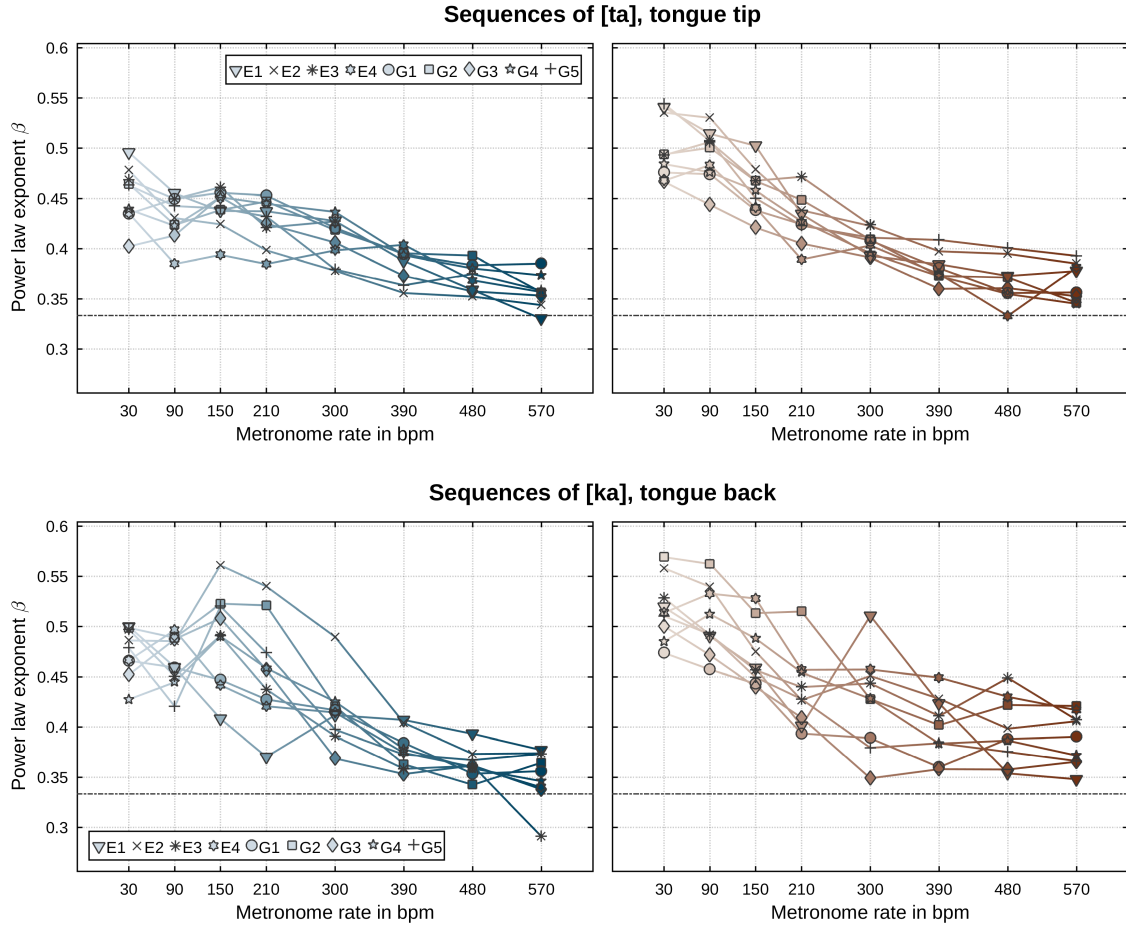 Sequences of [ta], tongue tip
0.6
0.55
0.5
0.45
0.4
0.35
0.3
Power law exponent β
E1 E2 E3 E4 G1 G2 G3 G4 G5
30 90 150 210 300 390 480 570
Metronome rate in bpm
30 90 150 210 300 390 480 570
Metronome rate in bpm
Sequences of [ka], tongue back
0.6
0.55
0.5
0.45
0.4
0.35
0.3
Power law exponent β
E1 E2 E3 E4 G1 G2 G3 G4 G5
30 90 150 210 300 390 480 570
Metronome rate in bpm
30 90 150 210 300 390 480 570
Metronome rate in bpm